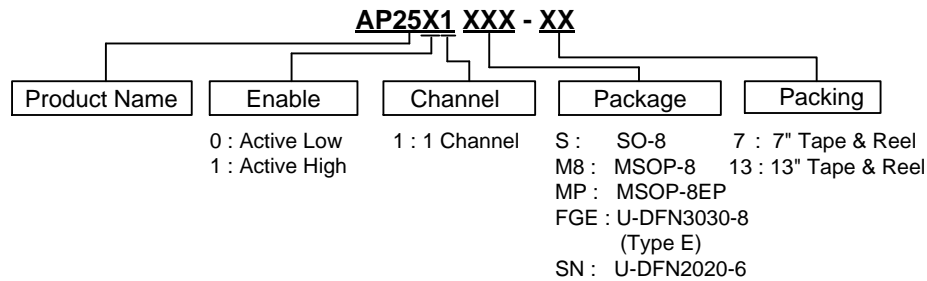 AP25X1 XXX - XX
Product Name Enable Channel Package Packing
0 : Active Low 1 : 1 Channel S : SO-8 7 : 7" Tape & Reel
1 : Active High M8 : MSOP-8 13 : 13" Tape & Reel
MP : MSOP-8EP
FGE : U-DFN3030-8
(Type E)
SN : U-DFN2020-6